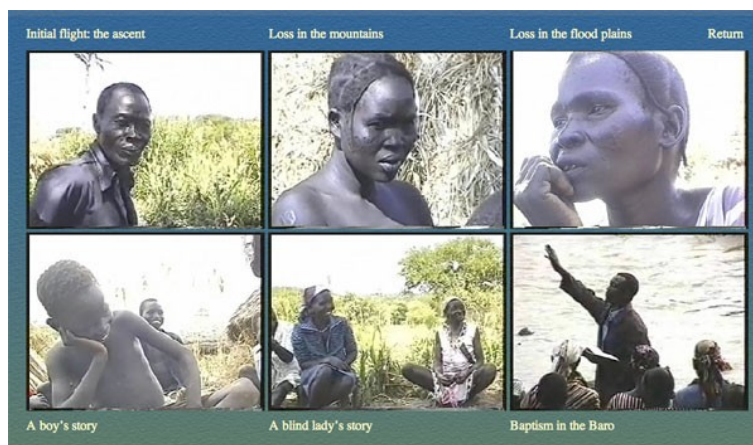 Initial flight: the ascent
Loss in the mountains
Loss in the flood plains
Return
A boy's story
A blind lady's story
Baptism in the Baro